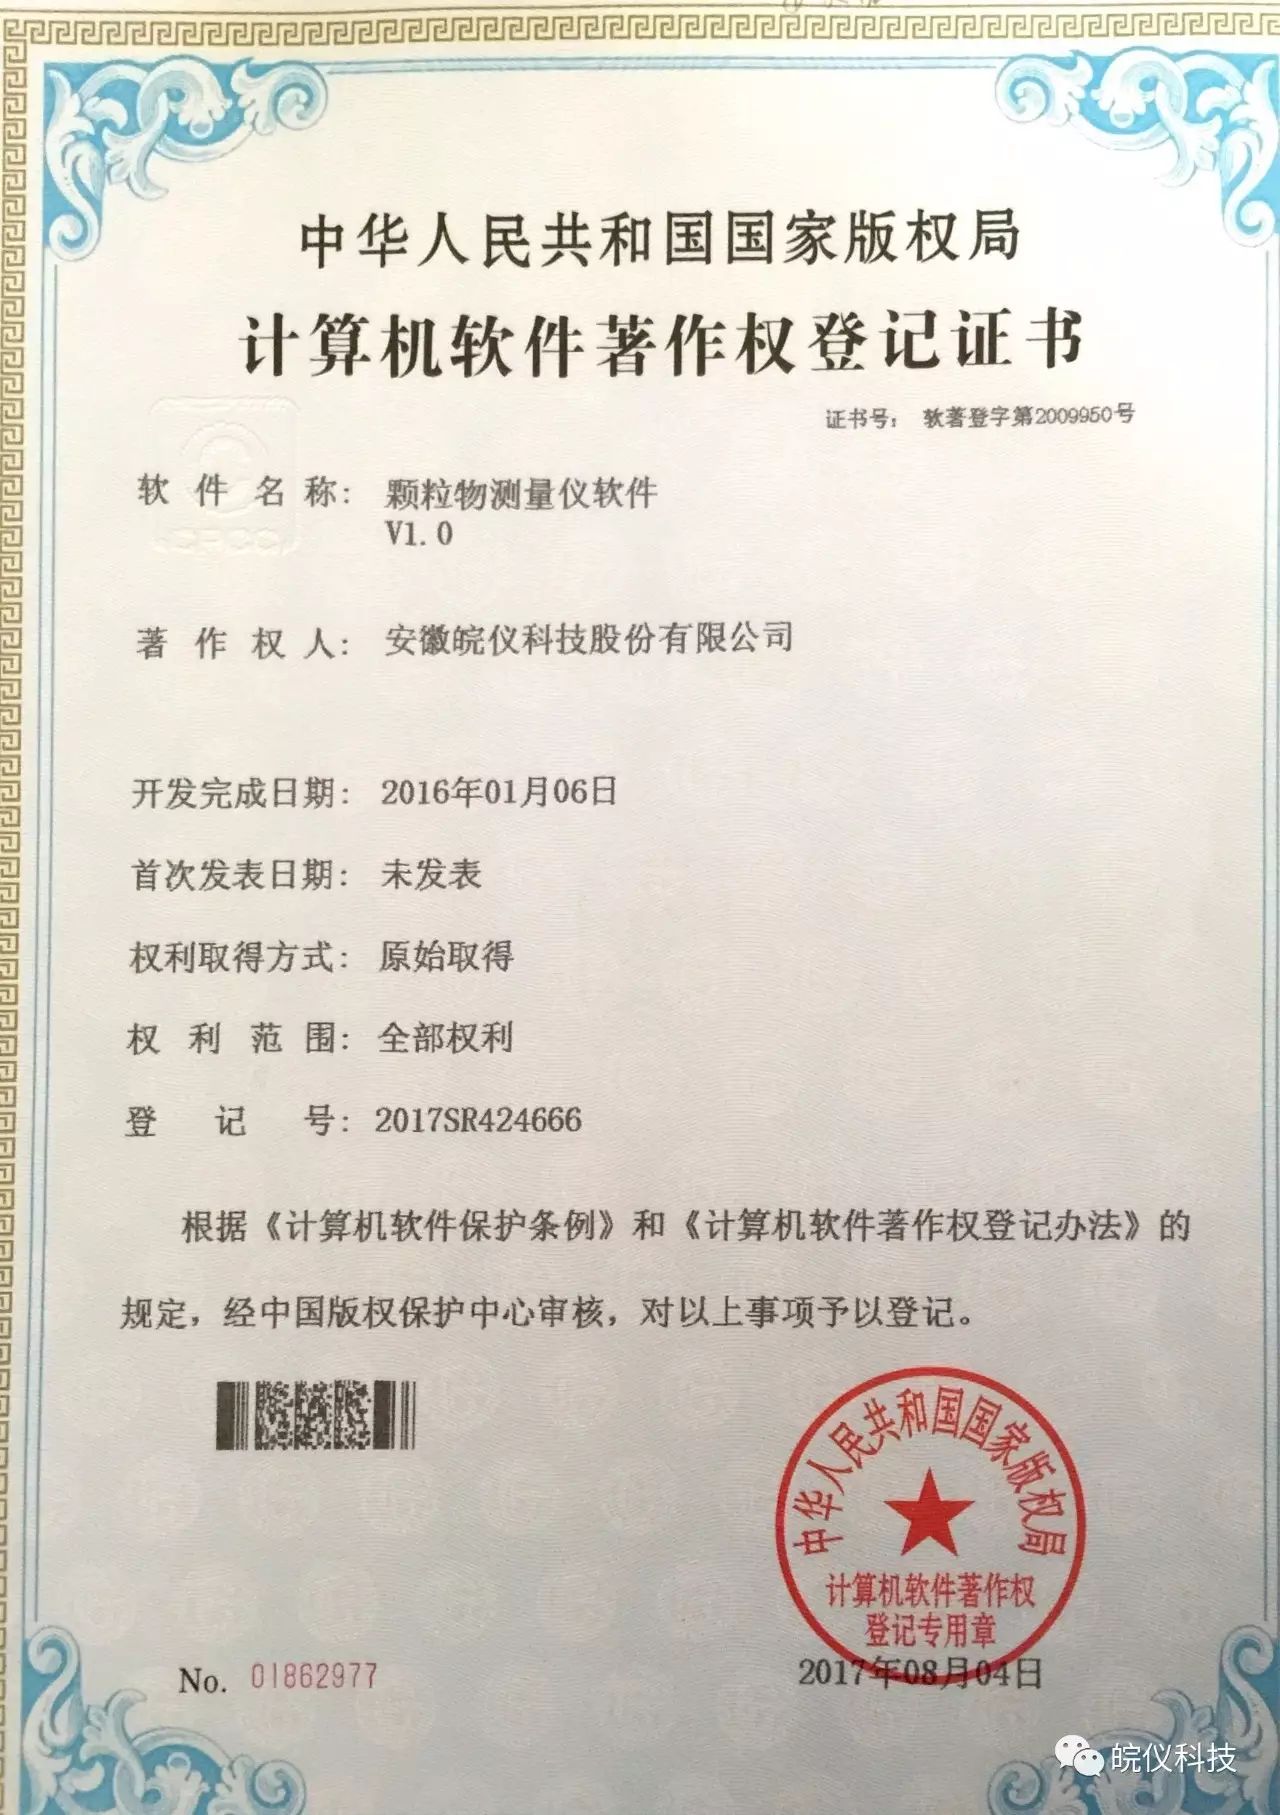 中华人民共和国国家版权局
计算机软件著作权登记证书
证书号： 软著登字第2009950号
软件名称： 颗粒物测量仪软件
V1.0
著作权人： 安徽皖仪科技股份有限公司
开发完成日期： 2016年01月06日
首次发表日期： 未发表
权利取得方式： 原始取得
权利范围： 全部权利
登记号： 2017SR424666
根据《计算机软件保护条例》和《计算机软件著作权登记办法》的
规定，经中国版权保护中心审核，对以上事项予以登记。
中华人民共和国国家版权局
计算机软件著作权
登记专用章
No. 01862977
2017年08月04日
皖仪科技